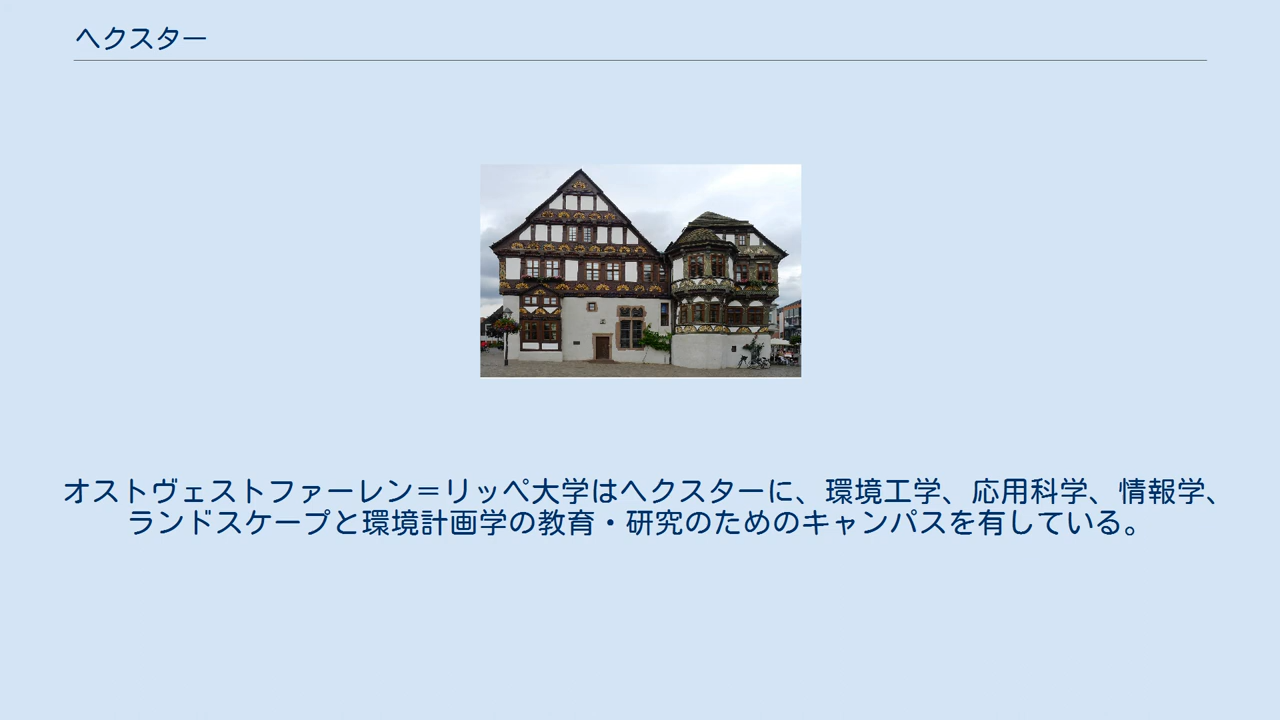 ヘクスター
オストヴェストファーレン＝リッペ大学はヘクスターに、環境工学、応用科学、情報学、
ランドスケープと環境計画学の教育・研究のためのキャンパスを有している。